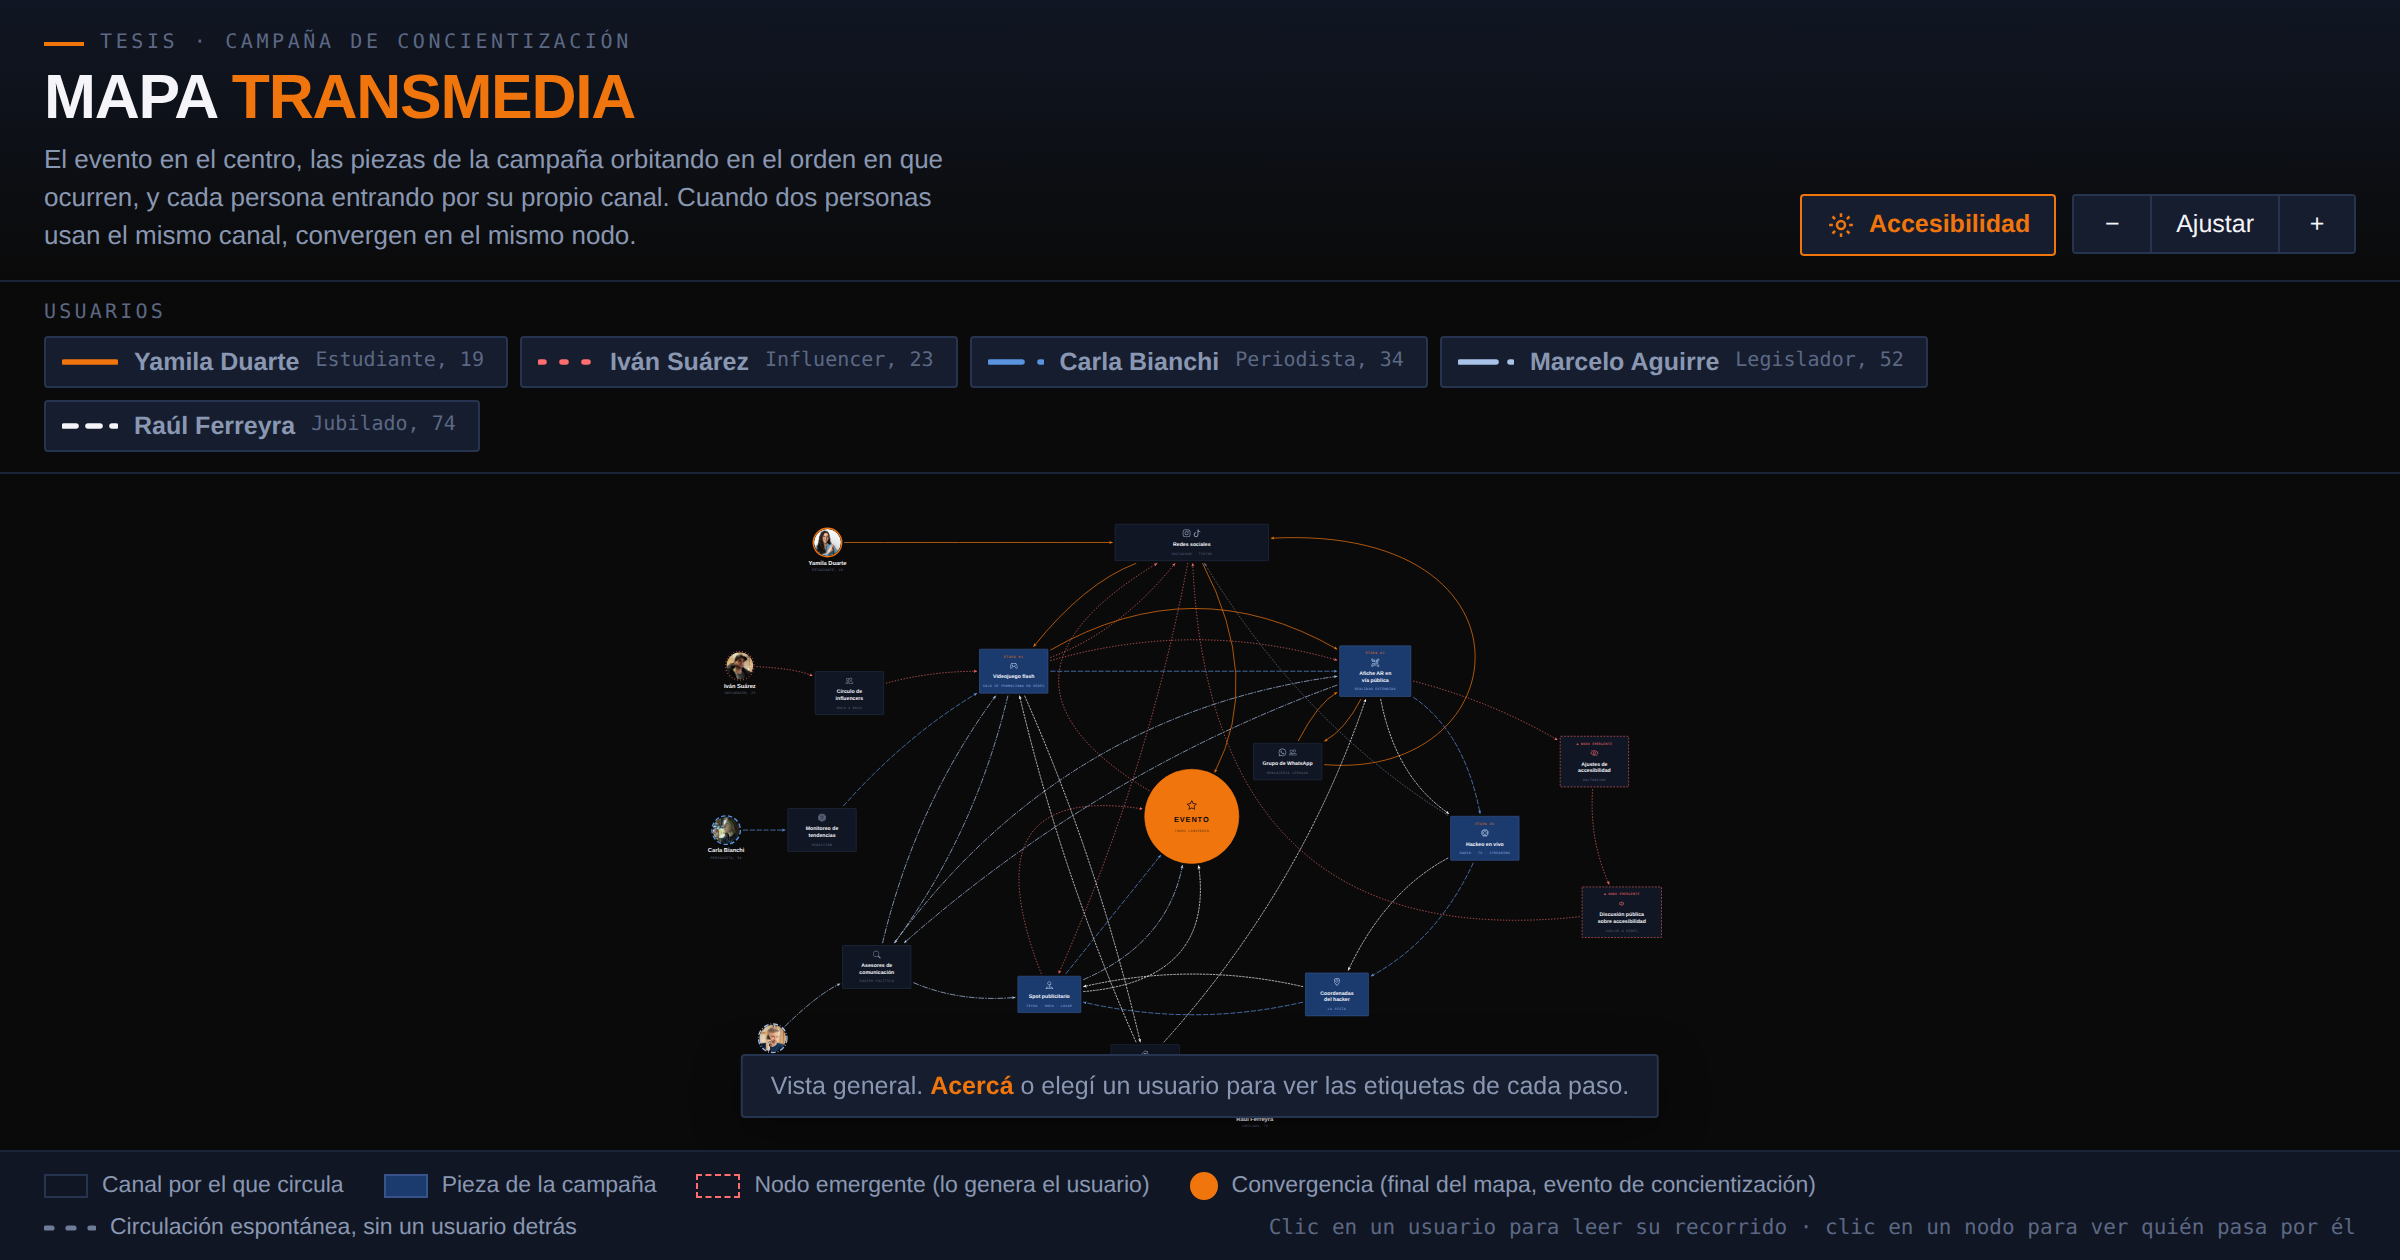 TESIS · CAMPAÑA DE CONCIENTIZACIÓN
MAPA TRANSMEDIA
El evento en el centro, las piezas de la campaña orbitando en el orden en que
ocurren, y cada persona entrando por su propio canal. Cuando dos personas
usan el mismo canal, convergen en el mismo nodo.
Accesibilidad
− Ajustar +
USUARIOS
Yamila Duarte Estudiante, 19
Iván Suárez Influencer, 23
Carla Bianchi Periodista, 34
Marcelo Aguirre Legislador, 52
Raúl Ferreyra Jubilado, 74
Redes sociales
Yamila Duarte
Videojuego flash
Afiche AR en
vía pública
Iván Suárez
Círculo de
influencers
Grupo de WhatsApp
Ajustes de
accesibilidad
EVENTO
Carla Bianchi
Monitoreo de
tendencias
Hackeo en vivo
Discusión pública
sobre accesibilidad
Asesores de
comunicación
Spot publicitario
Coordenadas
del hacker
Vista general. Acercá o elegí un usuario para ver las etiquetas de cada paso.
Raúl Ferreyra
Canal por el que circula
Pieza de la campaña
Nodo emergente (lo genera el usuario)
Convergencia (final del mapa, evento de concientización)
Circulación espontánea, sin un usuario detrás
Clic en un usuario para leer su recorrido · clic en un nodo para ver quién pasa por él